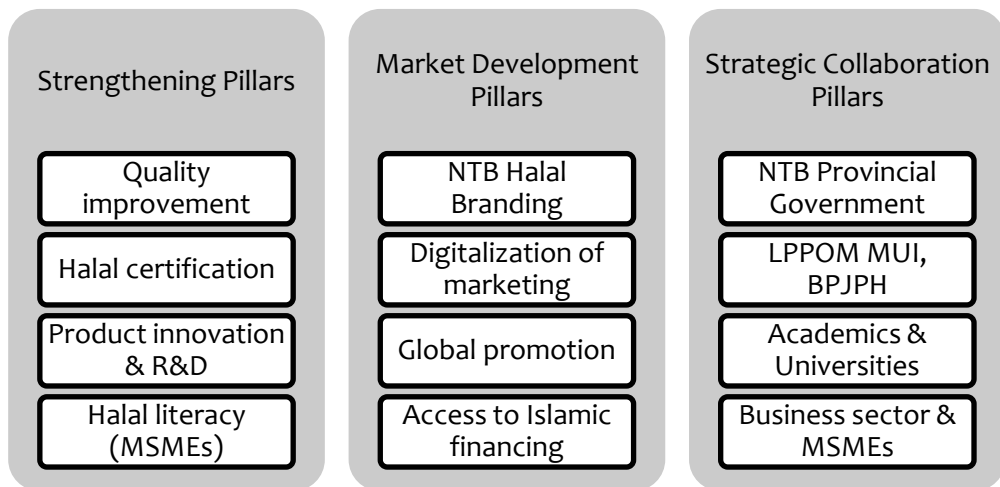 Strengthening Pillars
Quality
improvement
Halal certification
Product innovation
& R&D
Halal literacy
(MSMEs)
Market Development
Pillars
NTB Halal
Branding
Digitalization of
marketing
Global promotion
Access to Islamic
financing
Strategic Collaboration
Pillars
NTB Provincial
Government
LPPOM MUI,
BPJPH
Academics &
Universities
Business sector &
MSMEs